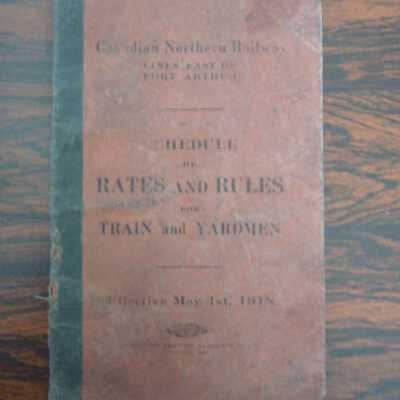 Canadian Northern Railway
LINES EAST OF
PORT ARTHUR
SCHEDULE
OF
RATES AND RULES
FOR
TRAIN and YARDMEN
Effective May 1st, 1918